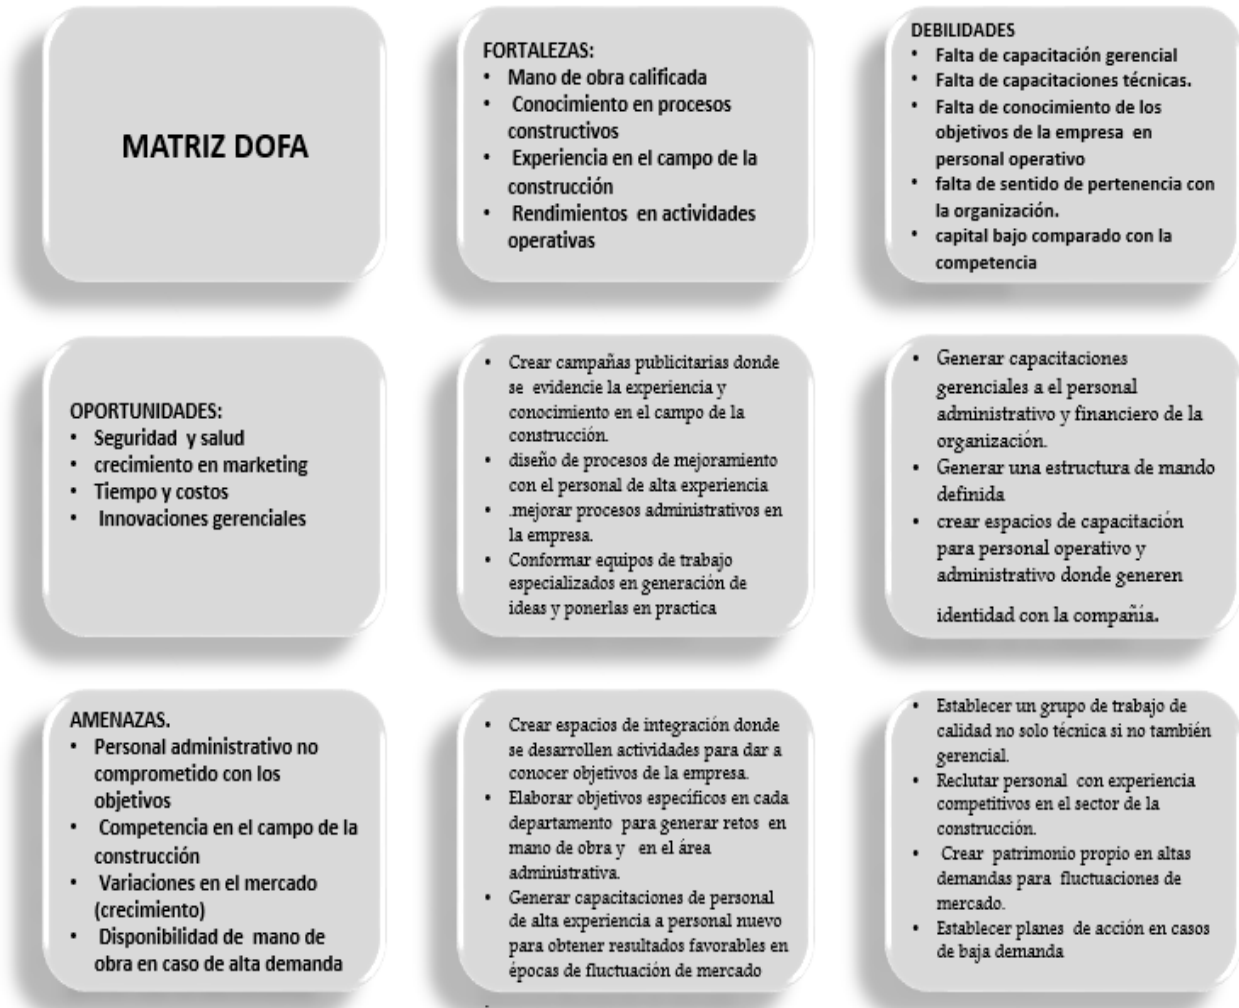 MATRIZ DOFA
FORTALEZAS:
• Mano de obra calificada
• Conocimiento en procesos
constructivos
• Experiencia en el campo de la
construcción
• Rendimientos en actividades
operativas
DEBILIDADES
• Falta de capacitación gerencial
• Falta de capacitaciones técnicas.
• Falta de conocimiento de los
objetivos de la empresa en
personal operativo
• falta de sentido de pertenencia con
la organización.
• capital bajo comparado con la
competencia
OPORTUNIDADES:
• Seguridad y salud
• crecimiento en marketing
• Tiempo y costos
• Innovaciones gerenciales
• Crear campañas publicitarias donde
se evidencie la experiencia y
conocimiento en el campo de la
construcción.
• diseño de procesos de mejoramiento
con el personal de alta experiencia
• .mejorar procesos administrativos en
la empresa.
• Conformar equipos de trabajo
especializados en generación de
ideas y ponerlas en practica
• Generar capacitaciones
gerenciales a el personal
administrativo y financiero de la
organización.
• Generar una estructura de mando
definida
• crear espacios de capacitación
para personal operativo y
administrativo donde generen
identidad con la compañía.
AMENAZAS.
• Personal administrativo no
comprometido con los
objetivos
• Competencia en el campo de la
construcción
• Variaciones en el mercado
(crecimiento)
• Disponibilidad de mano de
obra en caso de alta demanda
• Crear espacios de integración donde
se desarrollen actividades para dar a
conocer objetivos de la empresa.
• Elaborar objetivos específicos en cada
departamento para generar retos en
mano de obra y en el área
administrativa.
• Generar capacitaciones de personal
de alta experiencia a personal nuevo
para obtener resultados favorables en
épocas de fluctuación de mercado
• Establecer un grupo de trabajo de
calidad no solo técnica si no también
gerencial.
• Reclutar personal con experiencia
competitivos en el sector de la
construcción.
• Crear patrimonio propio en altas
demandas para fluctuaciones de
mercado.
• Establecer planes de acción en casos
de baja demanda